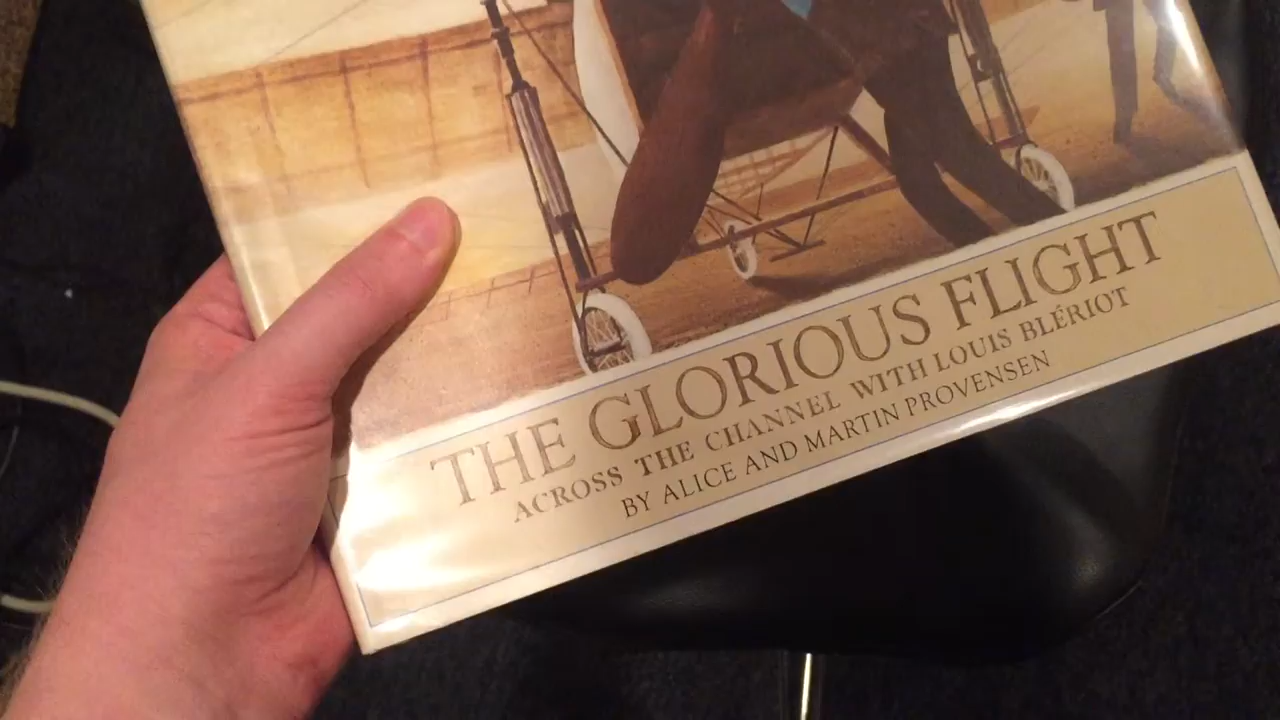 THE GLORIOUS FLIGHT
ACROSS THE CHANNEL WITH LOUIS BLÉRIOT
BY ALICE AND MARTIN PROVENSEN